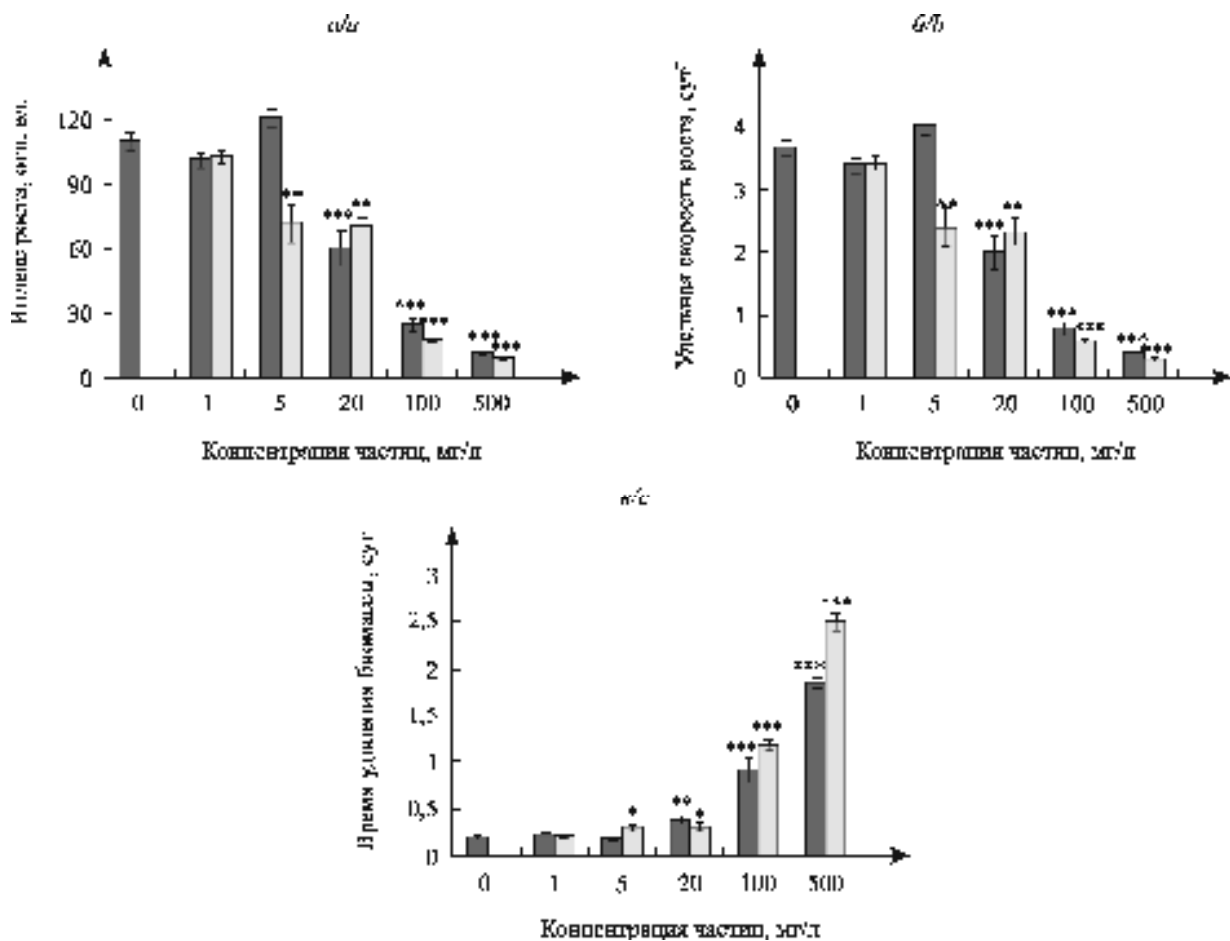 а/a
Индекс роста, отн. ед.
120
90
60
30
0
0 1 5 20 100 500
Концентрация частиц, мг/л
б/b
Удельная скорость роста, сут
4
3
2
1
0
0 1 5 20 100 500
Концентрация частиц, мг/л
в/c
Время удвоения биомассы, сут
3
2,5
2
1,5
1
0,5
0
0 1 5 20 100 500
Концентрация частиц, мг/л